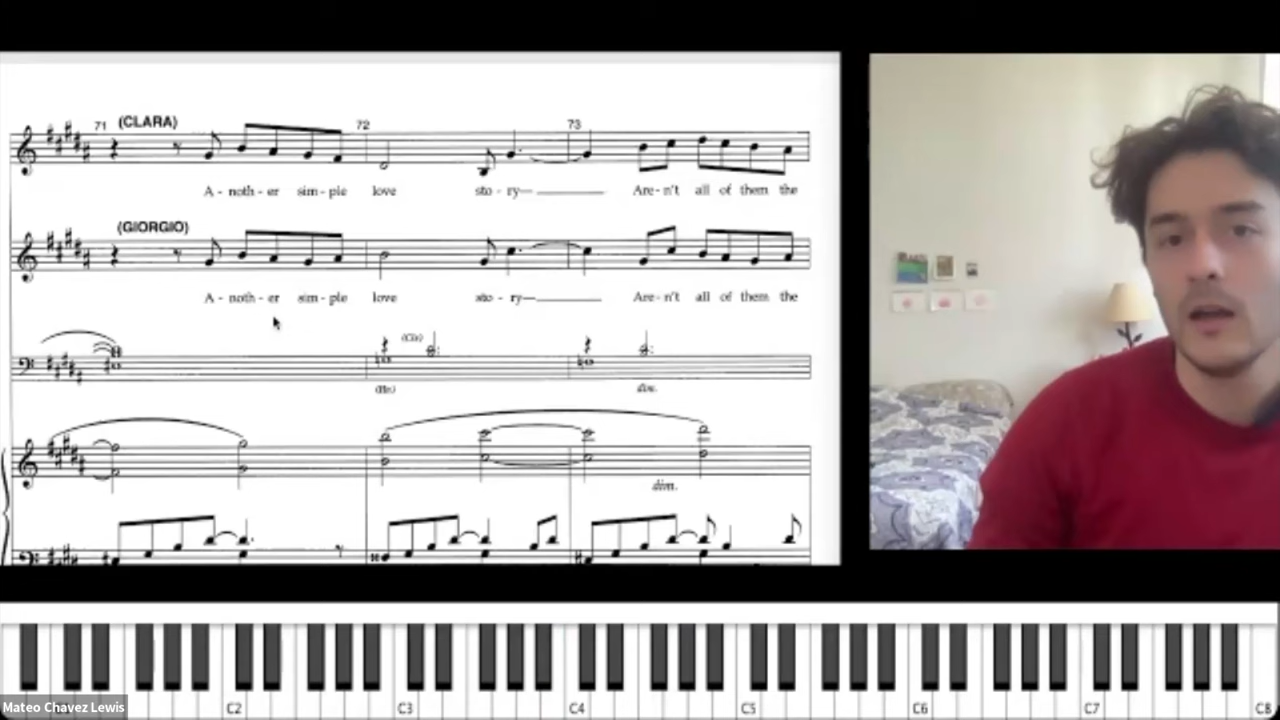 71 (CLARA) 72 73
A - noth - er sim - ple love sto - ry— Are - n't all of them the
(GIORGIO)
A - noth - er sim - ple love sto - ry— Are - n't all of them the
dim.
dim.
C2 C3 C4 C5 C6 C7 C8
Mateo Chavez Lewis